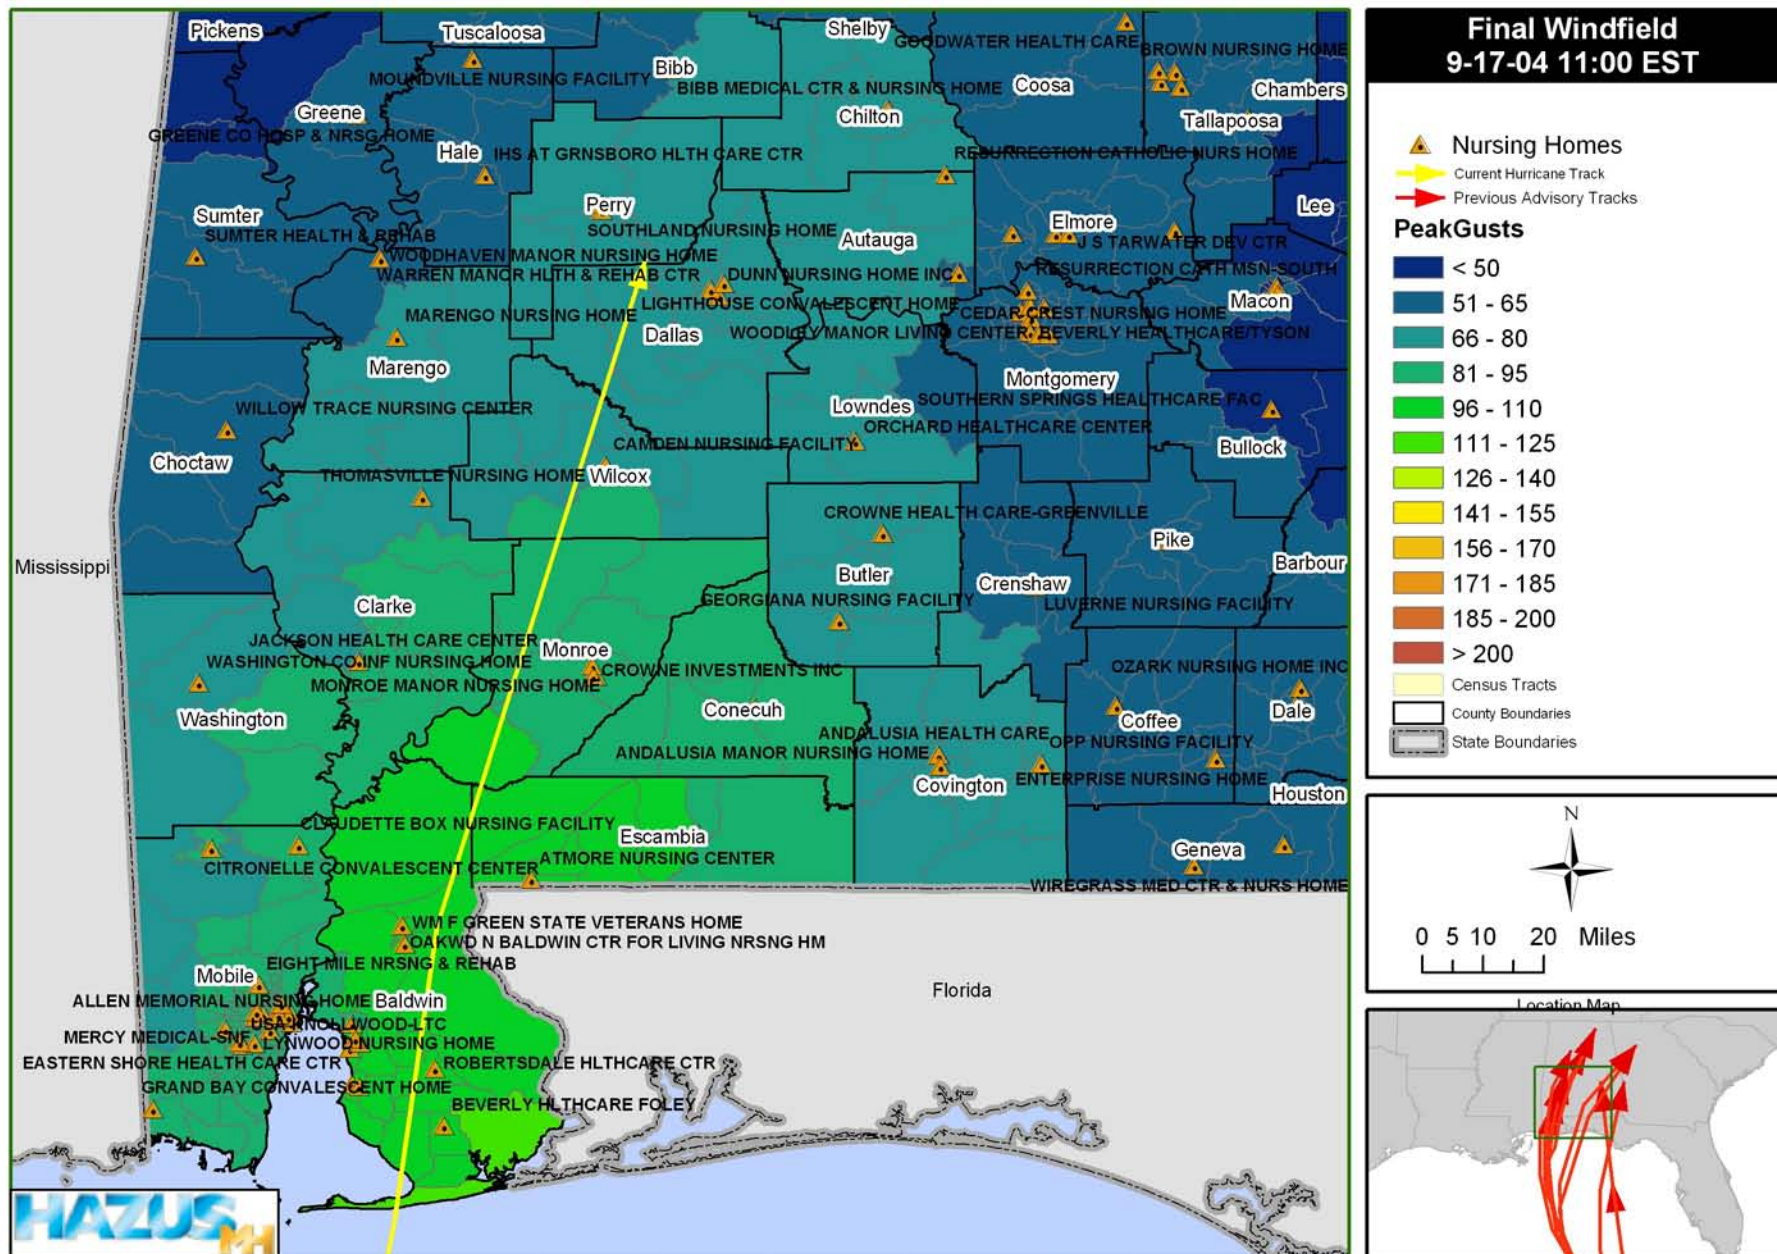 Final Windfield
9-17-04 11:00 EST
Nursing Homes
Current Hurricane Track
Previous Advisory Tracks
PeakGusts
< 50
51 - 65
66 - 80
81 - 95
96 - 110
111 - 125
126 - 140
141 - 155
156 - 170
171 - 185
185 - 200
> 200
Census Tracts
County Boundaries
State Boundaries
N
0 5 10 20 Miles
Location Map
Pickens
Tuscaloosa
Shelby
GOODWATER HEALTH CARE
BROWN NURSING HOME
MOUNDVILLE NURSING FACILITY
Bibb
BIBB MEDICAL CTR & NURSING HOME
Coosa
Chambers
Greene
Chilton
Tallapoosa
GREENE CO HOSP & NRSG HOME
Hale
IHS AT GRNSBORO HLTH CARE CTR
RESURRECTION CATHOLIC NURS HOME
Perry
Lee
Sumter
SUMTER HEALTH & REHAB
SOUTHLAND NURSING HOME
Autauga
Elmore
J S TARWATER DEV CTR
WOODHAVEN MANOR NURSING HOME
WARREN MANOR HLTH & REHAB CTR
DUNN NURSING HOME INC
RESURRECTION CATH MSN-SOUTH
Macon
MARENGO NURSING HOME
LIGHTHOUSE CONVALESCENT HOME
CEDAR CREST NURSING HOME
Dallas
WOODLEY MANOR LIVING CENTER
BEVERLY HEALTHCARE/TYSON
Marengo
Montgomery
WILLOW TRACE NURSING CENTER
Lowndes
SOUTHERN SPRINGS HEALTHCARE FAC
ORCHARD HEALTHCARE CENTER
CAMDEN NURSING FACILITY
Bullock
Choctaw
THOMASVILLE NURSING HOME
Wilcox
CROWNE HEALTH CARE-GREENVILLE
Pike
Mississippi
Barbour
Butler
Crenshaw
Clarke
GEORGIANA NURSING FACILITY
LUVERNE NURSING FACILITY
JACKSON HEALTH CARE CENTER
Monroe
WASHINGTON CO INF NURSING HOME
CROWNE INVESTMENTS INC
OZARK NURSING HOME INC
MONROE MANOR NURSING HOME
Washington
Conecuh
Coffee
Dale
ANDALUSIA HEALTH CARE
OPP NURSING FACILITY
ANDALUSIA MANOR NURSING HOME
ENTERPRISE NURSING HOME
Covington
Houston
CLAUDETTE BOX NURSING FACILITY
Escambia
Geneva
ATMORE NURSING CENTER
CITRONELLE CONVALESCENT CENTER
WIREGRASS MED CTR & NURS HOME
WM F GREEN STATE VETERANS HOME
OAKWD N BALDWIN CTR FOR LIVING NRSNG HM
EIGHT MILE NRSNG & REHAB
Mobile
Florida
ALLEN MEMORIAL NURSING HOME
Baldwin
USA KNOLLWOOD-LTC
MERCY MEDICAL-SNF
LYNWOOD NURSING HOME
EASTERN SHORE HEALTH CARE CTR
ROBERTSDALE HLTHCARE CTR
GRAND BAY CONVALESCENT HOME
BEVERLY HLTHCARE FOLEY
HAZUS MH